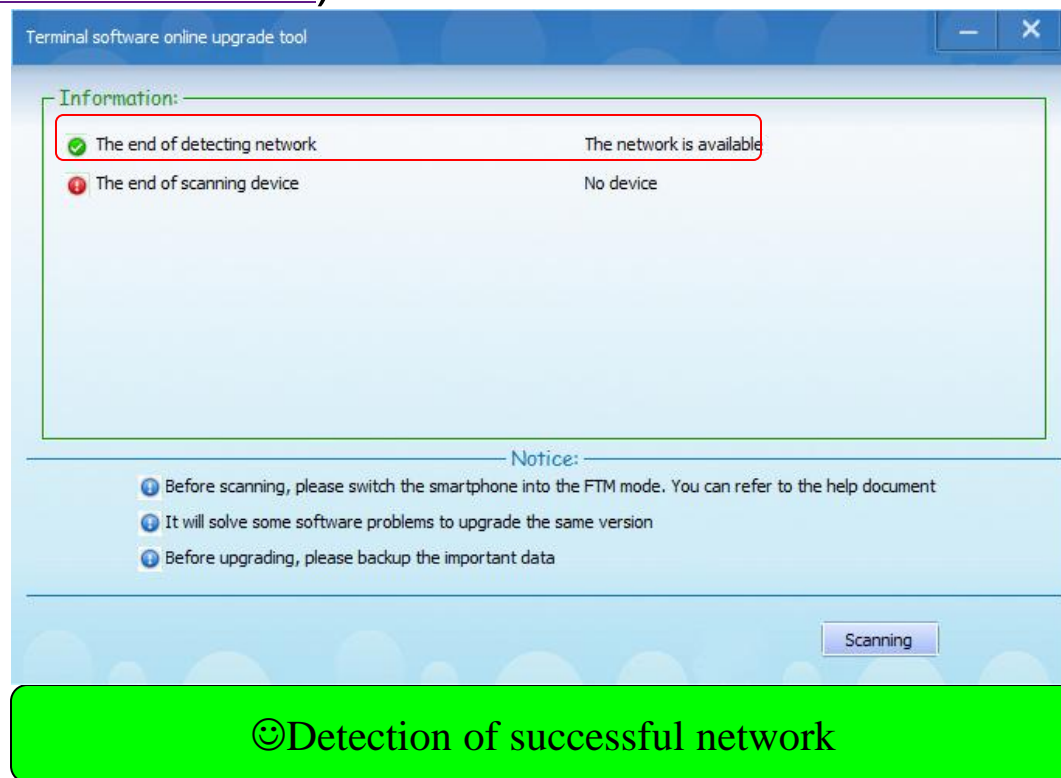 Terminal software online upgrade tool
Information:
The end of detecting network The network is available
The end of scanning device No device
Notice:
Before scanning, please switch the smartphone into the FTM mode. You can refer to the help document
It will solve some software problems to upgrade the same version
Before upgrading, please backup the important data
Scanning
☺Detection of successful network